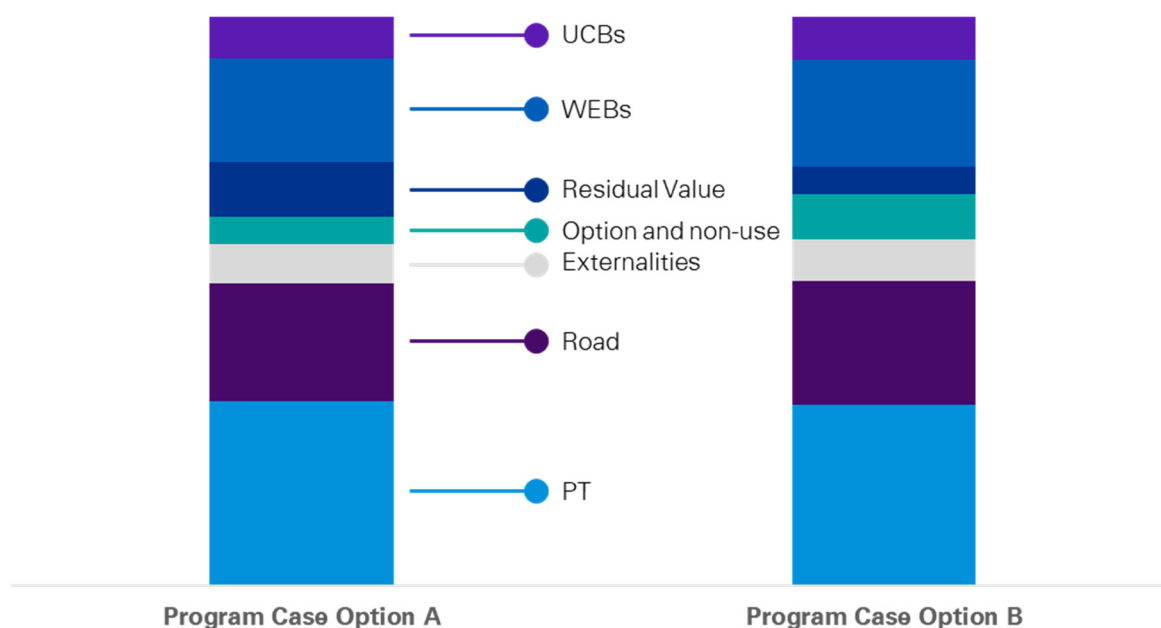 UCBs
WEBs
Residual Value
Option and non-use
Externalities
Road
PT
Program Case Option A
Program Case Option B